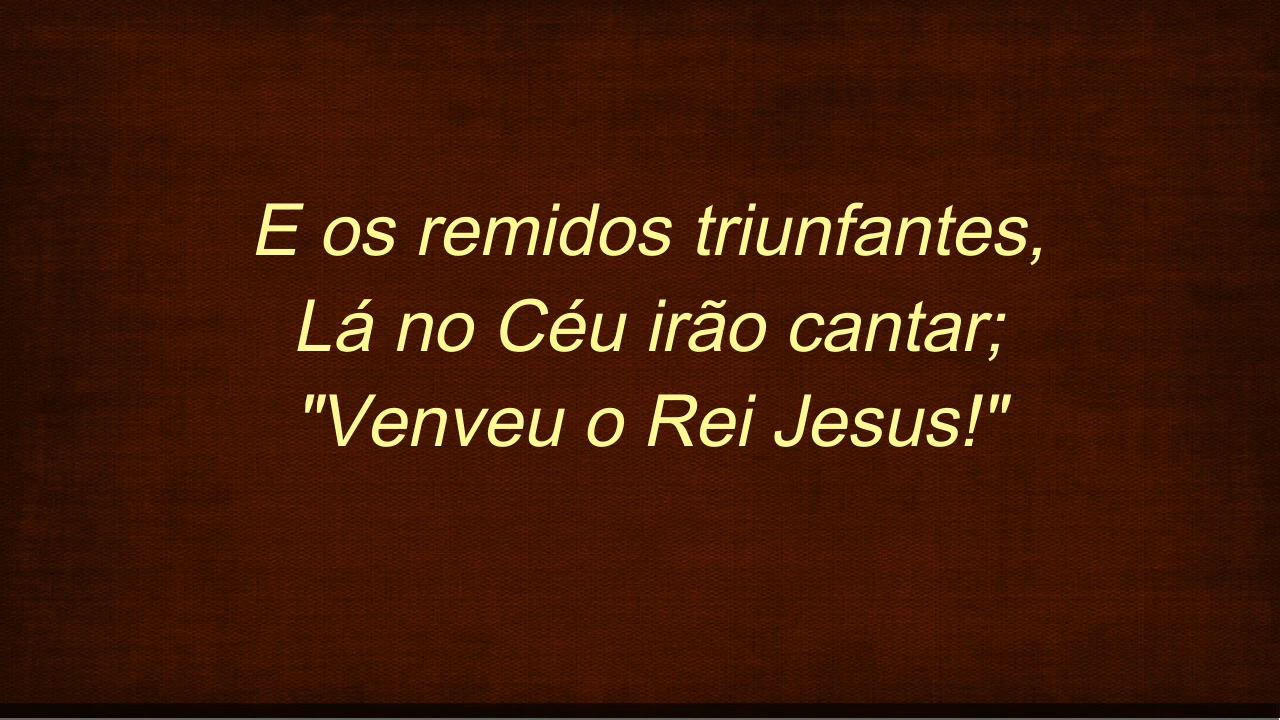 E os remidos triunfantes,
Lá no Céu irão cantar;
"Venveu o Rei Jesus!"